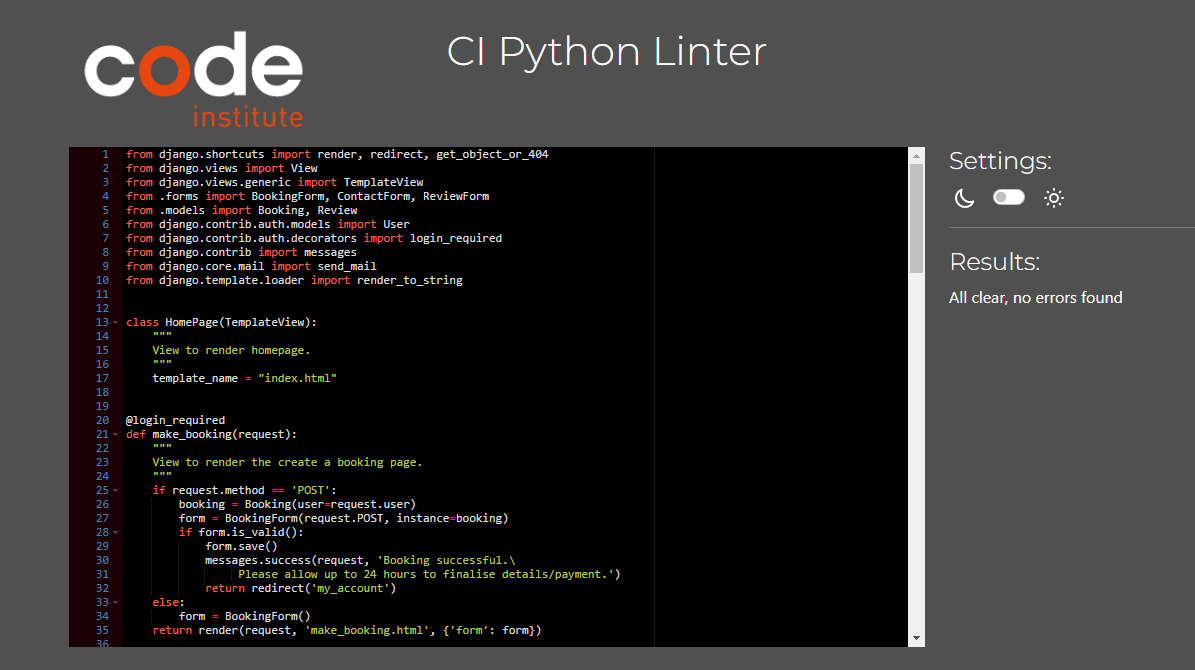 code
institute
CI Python Linter
1 from django.shortcuts import render, redirect, get_object_or_404
2 from django.views import View
3 from django.views.generic import TemplateView
4 from .forms import BookingForm, ContactForm, ReviewForm
5 from .models import Booking, Review
6 from django.contrib.auth.models import User
7 from django.contrib.auth.decorators import login_required
8 from django.contrib import messages
9 from django.core.mail import send_mail
10 from django.template.loader import render_to_string
11
12
13 class HomePage(TemplateView):
14     """
15     View to render homepage.
16     """
17     template_name = "index.html"
18
19
20 @login_required
21 def make_booking(request):
22     """
23     View to render the create a booking page.
24     """
25     if request.method == 'POST':
26         booking = Booking(user=request.user)
27         form = BookingForm(request.POST, instance=booking)
28         if form.is_valid():
29             form.save()
30             messages.success(request, 'Booking successful.\
31                  Please allow up to 24 hours to finalise details/payment.')
32             return redirect('my_account')
33     else:
34         form = BookingForm()
35     return render(request, 'make_booking.html', {'form': form})
36
Settings:
Results:
All clear, no errors found